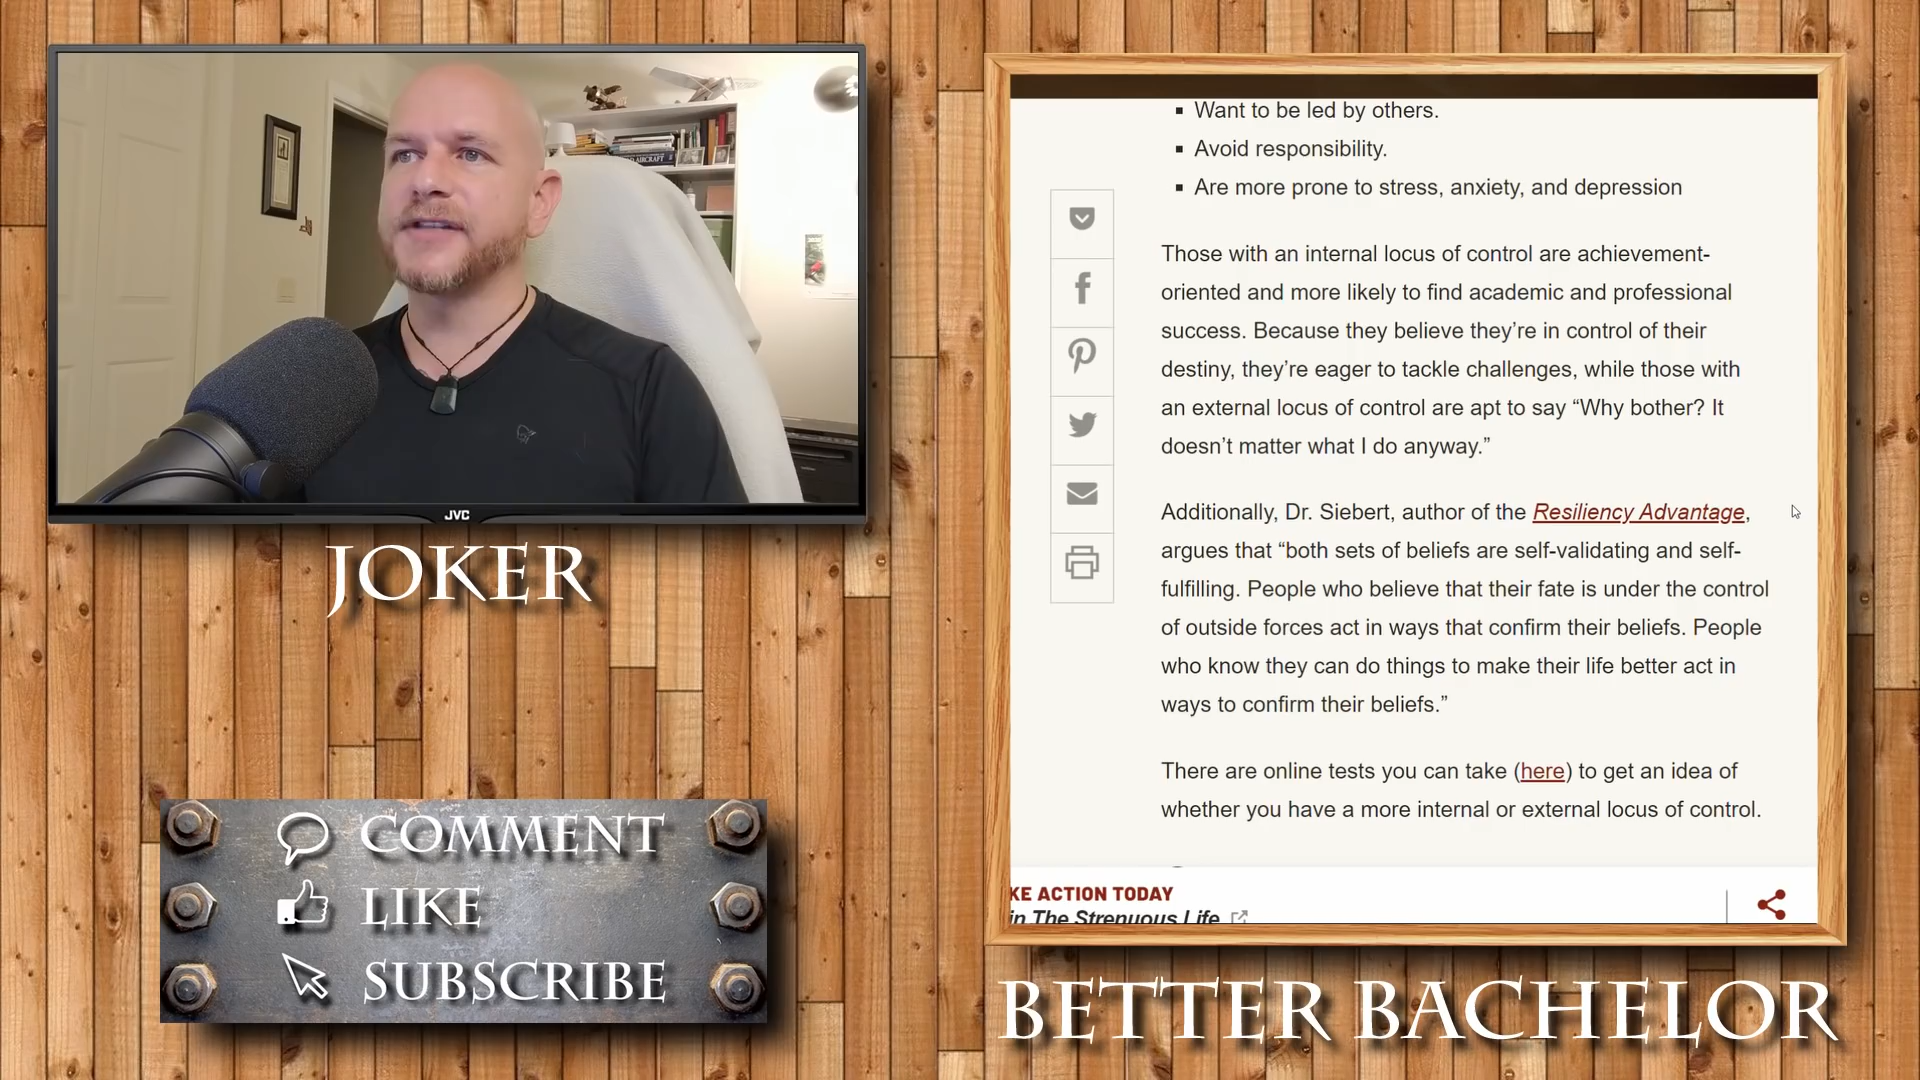 Want to be led by others.
Avoid responsibility.
Are more prone to stress, anxiety, and depression
Those with an internal locus of control are achievement-
oriented and more likely to find academic and professional
success. Because they believe they’re in control of their
destiny, they’re eager to tackle challenges, while those with
an external locus of control are apt to say “Why bother? It
doesn’t matter what I do anyway.”
Additionally, Dr. Siebert, author of the Resiliency Advantage,
argues that “both sets of beliefs are self-validating and self-
fulfilling. People who believe that their fate is under the control
of outside forces act in ways that confirm their beliefs. People
who know they can do things to make their life better act in
ways to confirm their beliefs.”
There are online tests you can take (here) to get an idea of
whether you have a more internal or external locus of control.
KE ACTION TODAY
in The Strenuous Life
AIRCRAFT
JVC
JOKER
COMMENT
LIKE
SUBSCRIBE
BETTER BACHELOR